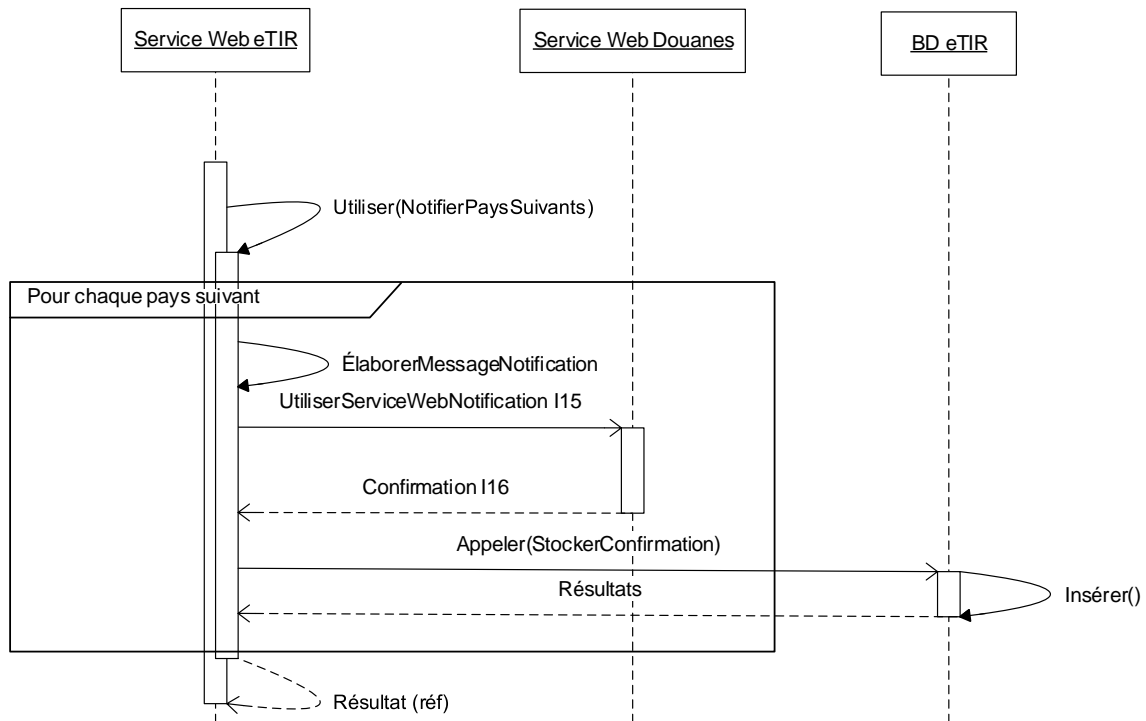 Service Web eTIR
Service Web Douanes
BD eTIR
Utiliser(NotifierPaysSuivants)
Pour chaque pays suivant
ÉlaborerMessageNotification
UtiliserServiceWebNotification I15
Confirmation I16
Appeler(StockerConfirmation)
Résultats
Insérer()
Résultat (réf)